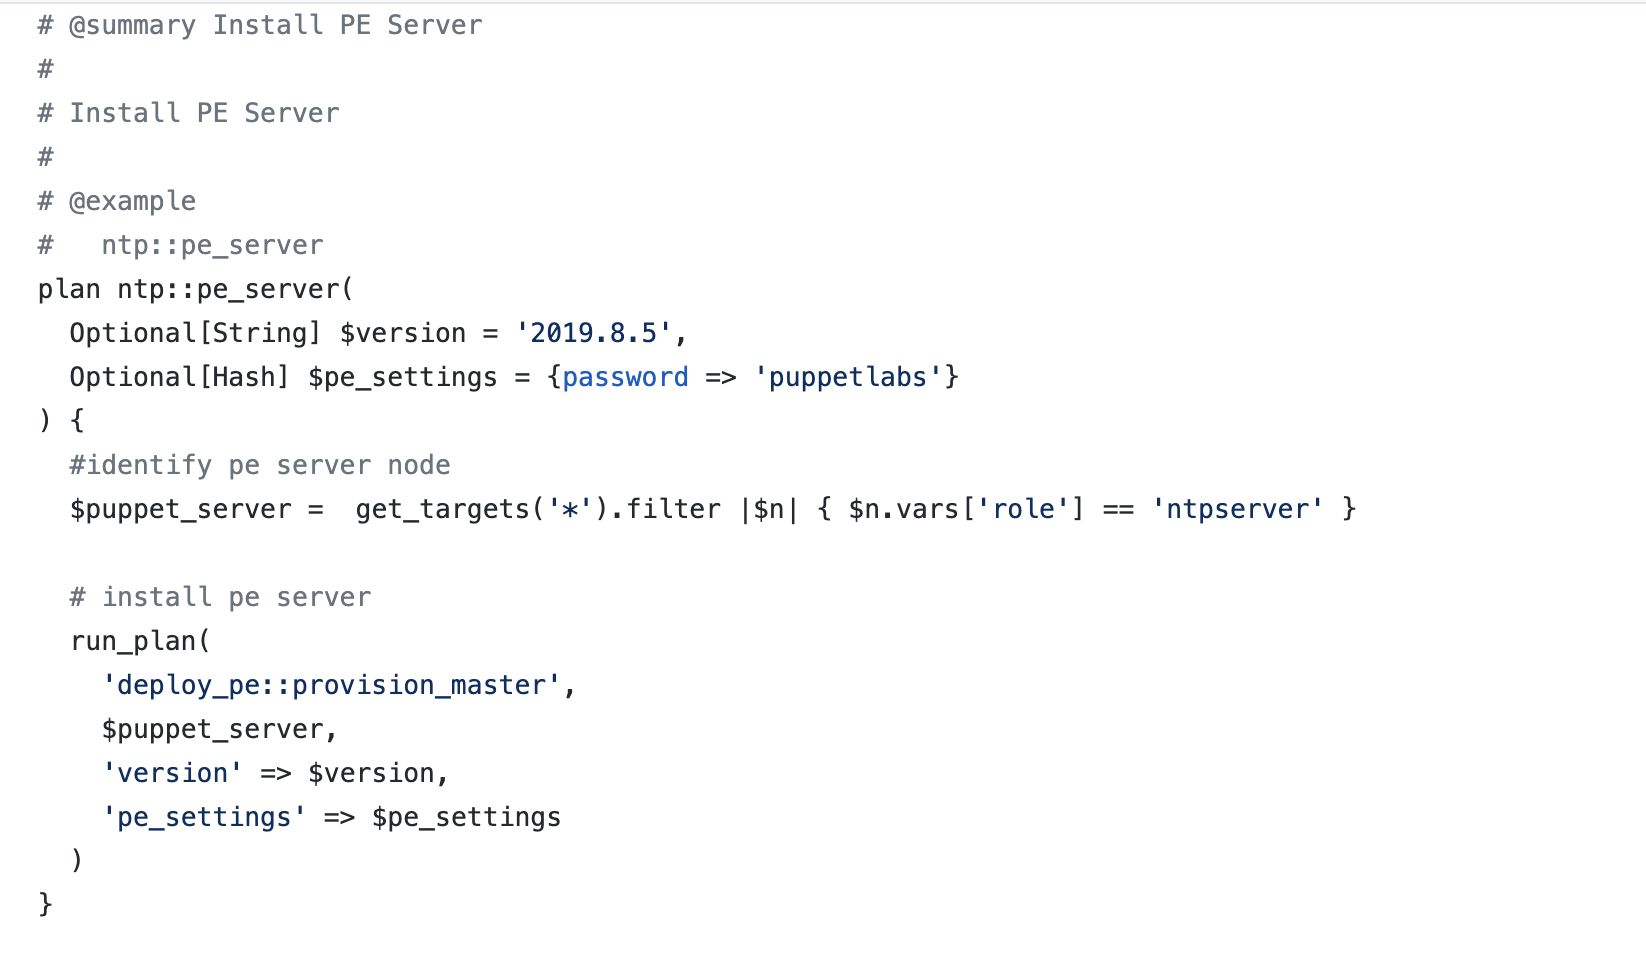 # @summary Install PE Server
#
# Install PE Server
#
# @example
#   ntp::pe_server
plan ntp::pe_server(
  Optional[String] $version = '2019.8.5',
  Optional[Hash] $pe_settings = {password => 'puppetlabs'}
) {
  #identify pe server node
  $puppet_server =  get_targets('*').filter |$n| { $n.vars['role'] == 'ntpserver' }

  # install pe server
  run_plan(
    'deploy_pe::provision_master',
    $puppet_server,
    'version' => $version,
    'pe_settings' => $pe_settings
  )
}